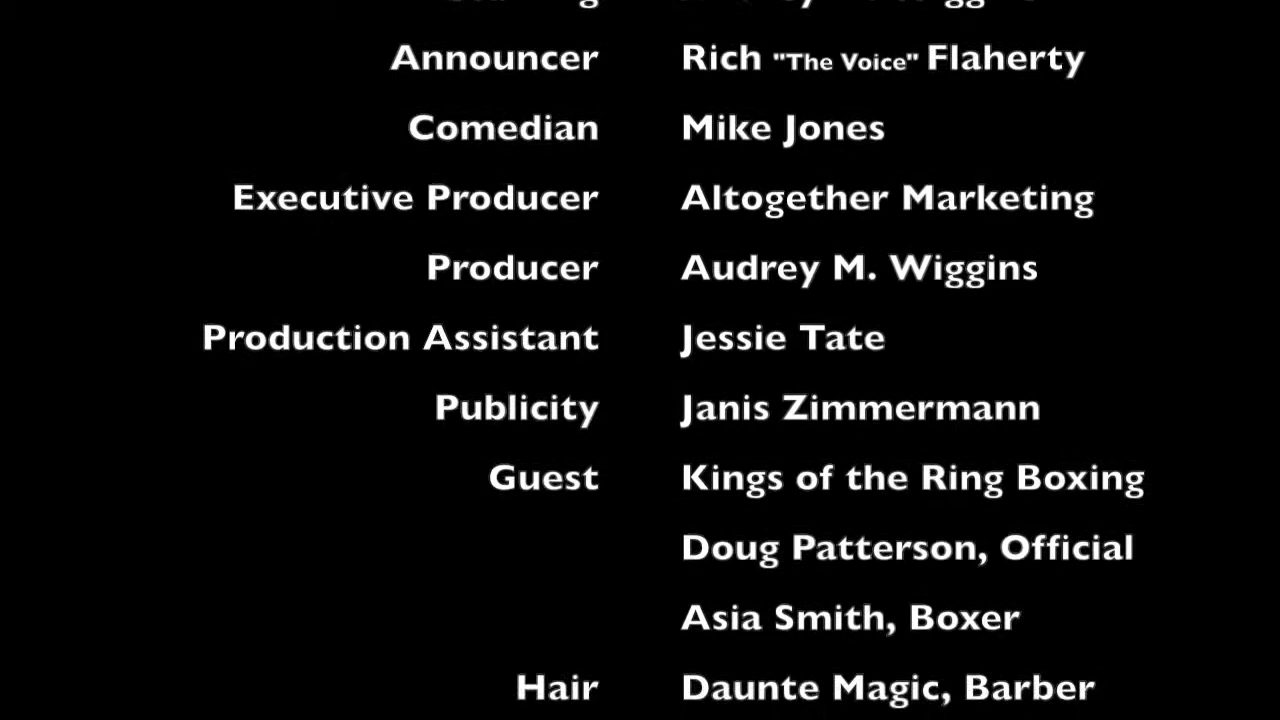 Announcer Rich "The Voice" Flaherty
Comedian Mike Jones
Executive Producer Altogether Marketing
Producer Audrey M. Wiggins
Production Assistant Jessie Tate
Publicity Janis Zimmermann
Guest Kings of the Ring Boxing
Doug Patterson, Official
Asia Smith, Boxer
Hair Daunte Magic, Barber